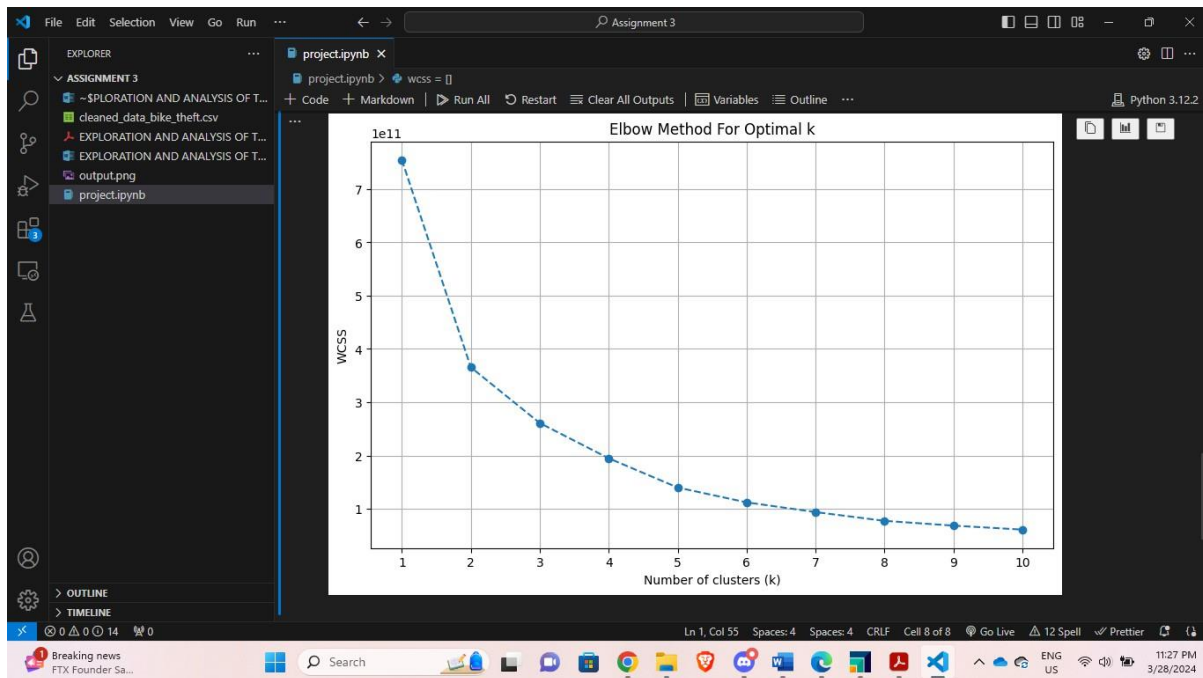 File Edit Selection View Go Run ...
Assignment 3
EXPLORER ...
project.ipynb
ASSIGNMENT 3
~$PLORATION AND ANALYSIS OF T...
cleaned_data_bike_theft.csv
EXPLORATION AND ANALYSIS OF T...
EXPLORATION AND ANALYSIS OF T...
output.png
project.ipynb
project.ipynb > wcss = []
+ Code + Markdown | Run All Restart Clear All Outputs | Variables Outline ...
Python 3.12.2
...
1e11
Elbow Method For Optimal k
7
6
5
4
3
2
1
WCSS
1 2 3 4 5 6 7 8 9 10
Number of clusters (k)
3
> OUTLINE
> TIMELINE
0 0 14 0
Ln 1, Col 55 Spaces: 4 Spaces: 4 CRLF Cell 8 of 8 Go Live 12 Spell Prettier
1
Breaking news
FTX Founder Sa...
Search
ENG
US
11:27 PM
3/28/2024